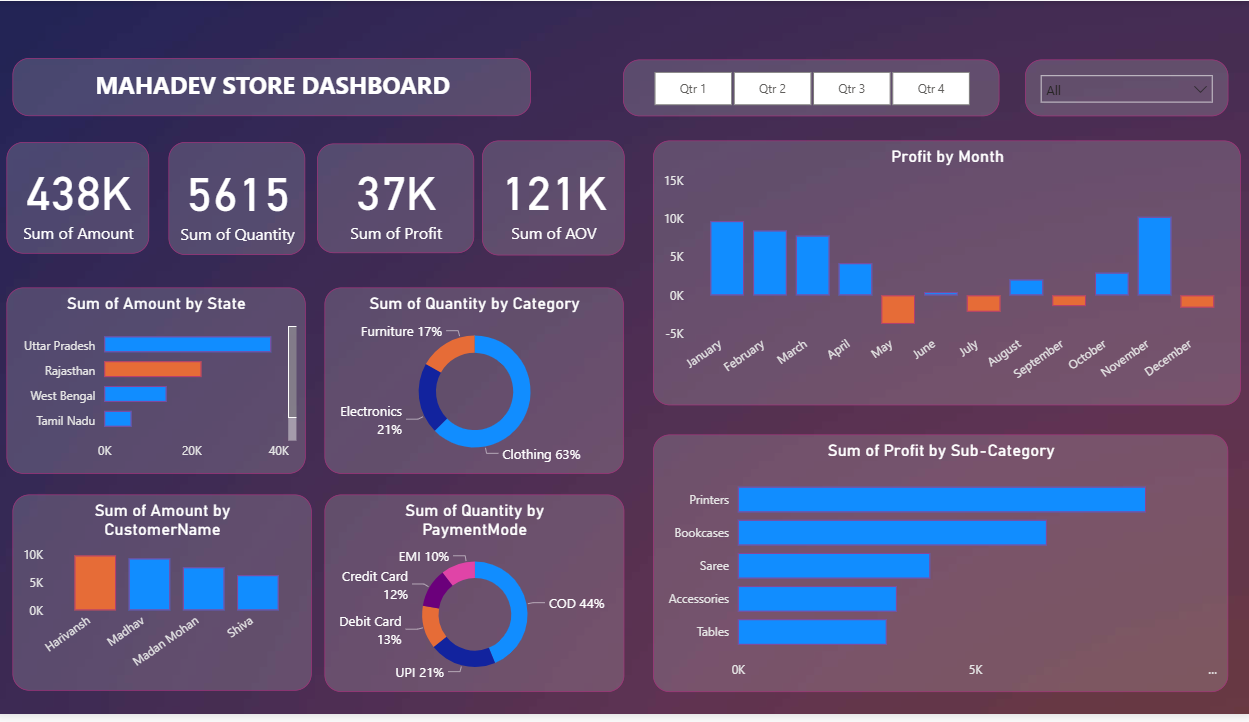 MAHADEV STORE DASHBOARD
Qtr 1
Qtr 2
Qtr 3
Qtr 4
All
438K
Sum of Amount
5615
Sum of Quantity
37K
Sum of Profit
121K
Sum of AOV
Profit by Month
15K
10K
5K
0K
-5K
January
February
March
April
May
June
July
August
September
October
November
December
Sum of Amount by State
Uttar Pradesh
Rajasthan
West Bengal
Tamil Nadu
0K
20K
40K
Sum of Quantity by Category
Furniture 17%
Electronics
21%
Clothing 63%
Sum of Profit by Sub-Category
Printers
Bookcases
Saree
Accessories
Tables
0K
5K
...
Sum of Amount by
CustomerName
10K
5K
0K
Harivansh
Madhav
Madan Mohan
Shiva
Sum of Quantity by
PaymentMode
EMI 10%
Credit Card
12%
Debit Card
13%
UPI 21%
COD 44%